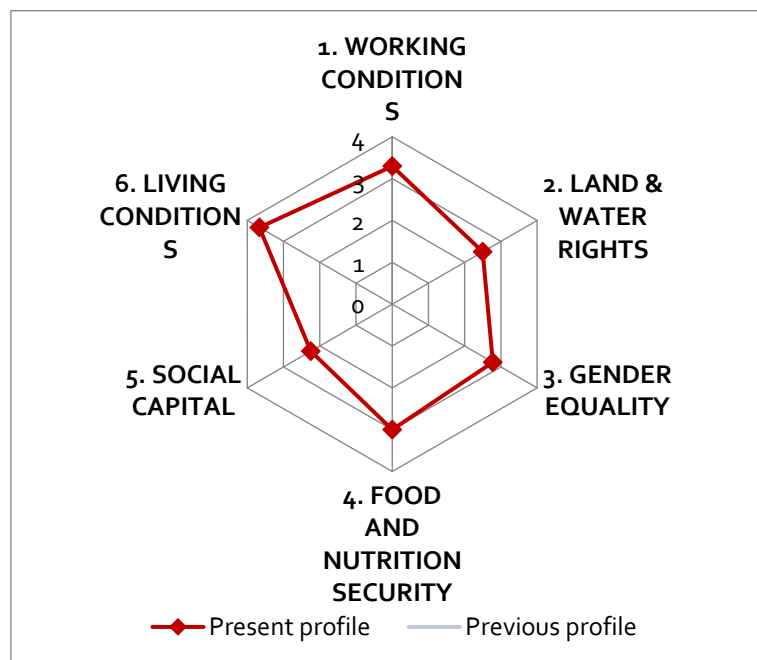 1. WORKING
CONDITION
S
2. LAND &
WATER
RIGHTS
3. GENDER
EQUALITY
4. FOOD
AND
NUTRITION
SECURITY
5. SOCIAL
CAPITAL
6. LIVING
CONDITION
S
4
3
2
1
0
Present profile
Previous profile